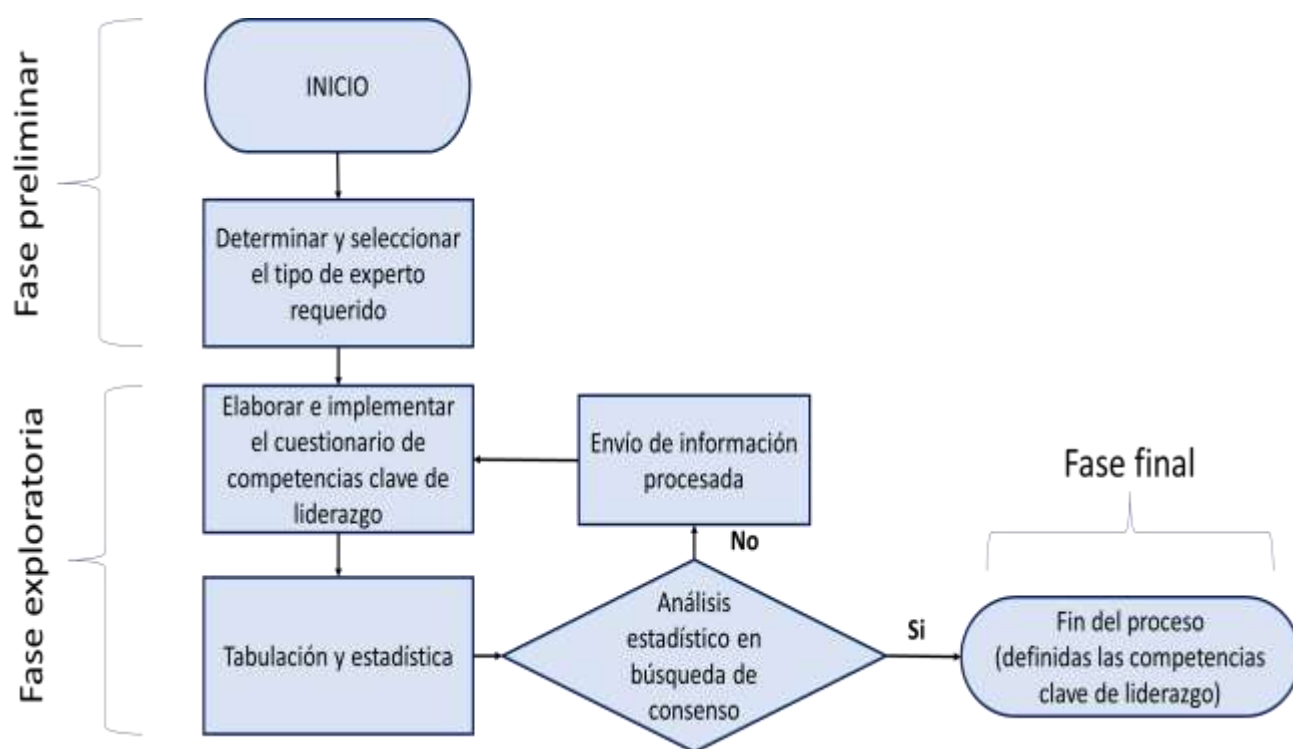 Fase preliminar
INICIO
Determinar y seleccionar
el tipo de experto
requerido
Fase exploratoria
Elaborar e implementar
el cuestionario de
competencias clave de
liderazgo
Envío de información
procesada
No
Tabulación y estadística
Análisis
estadístico en
búsqueda de
consenso
Si
Fase final
Fin del proceso
(definidas las competencias
clave de liderazgo)